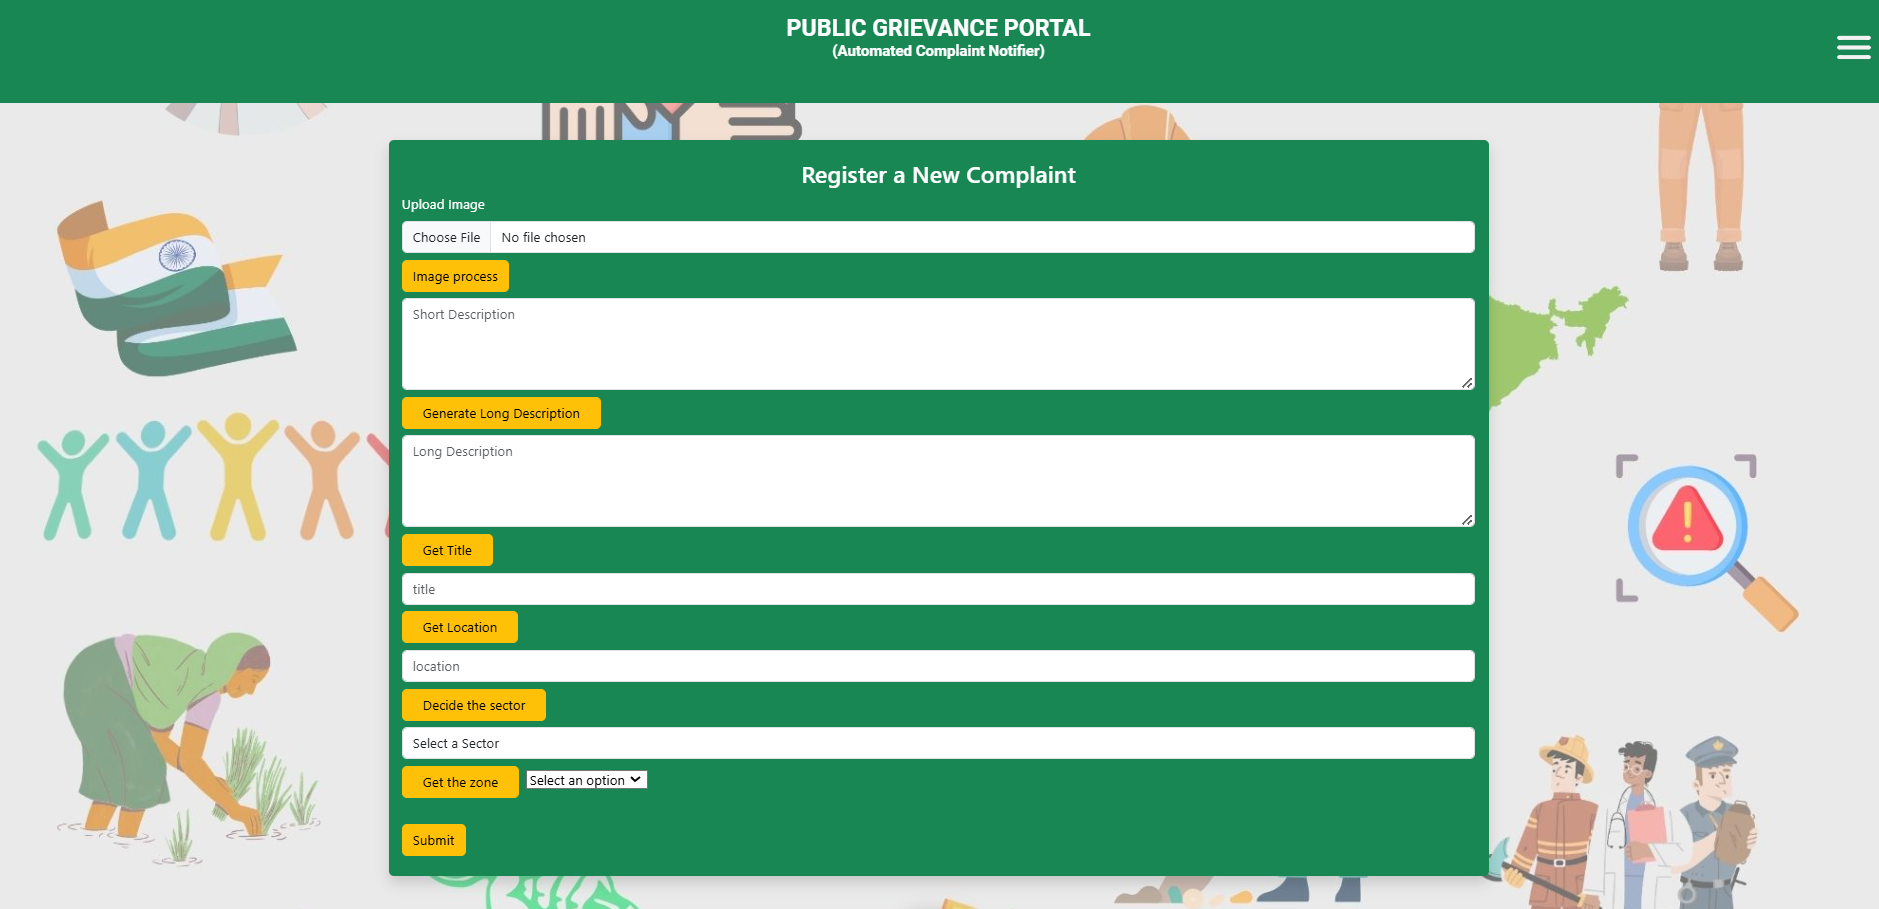 PUBLIC GRIEVANCE PORTAL
(Automated Complaint Notifier)
Register a New Complaint
Upload Image
Choose File No file chosen
Image process
Short Description
Generate Long Description
Long Description
Get Title
title
Get Location
location
Decide the sector
Select a Sector
Get the zone Select an option
Submit